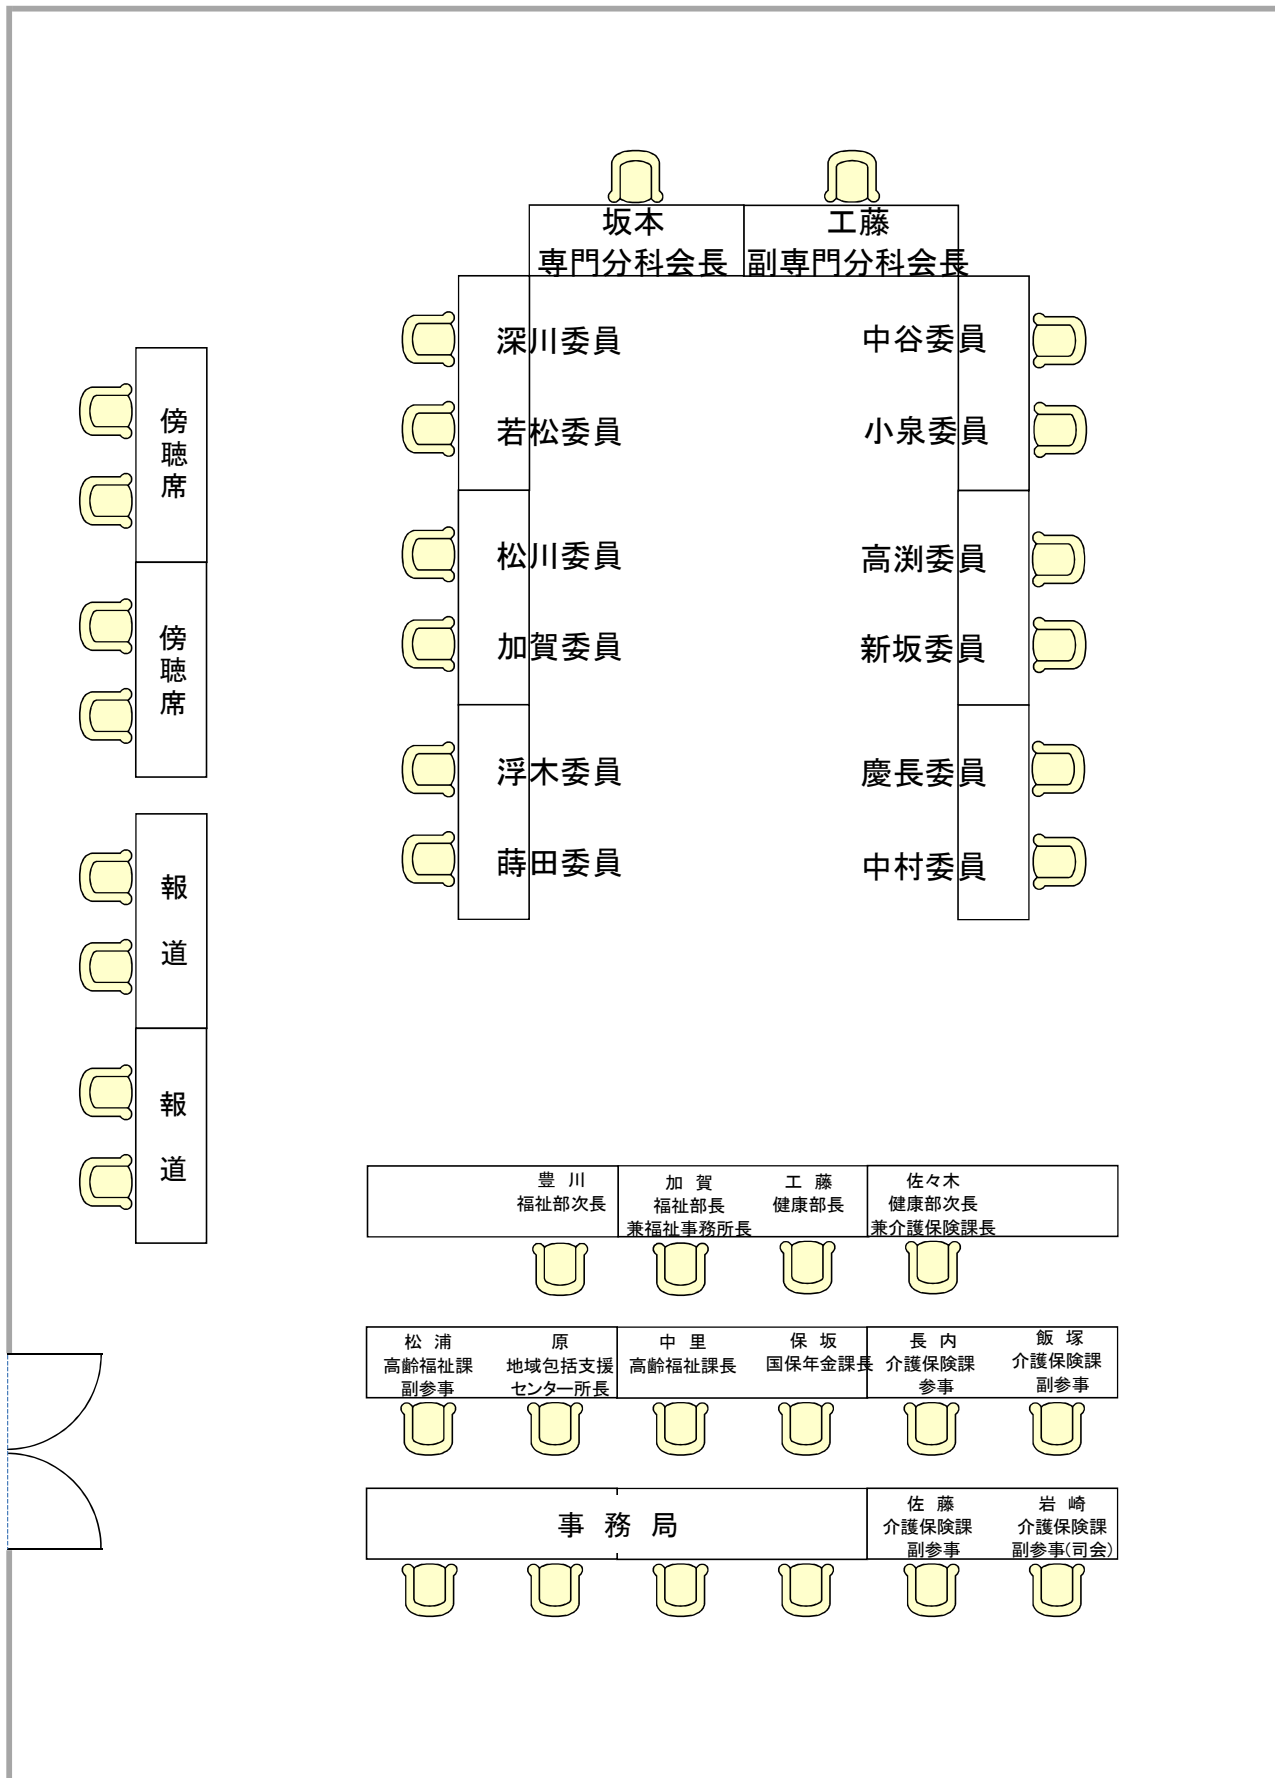 坂本
専門分科会長
工藤
副専門分科会長
深川委員
中谷委員
若松委員
小泉委員
松川委員
高渕委員
加賀委員
新坂委員
浮木委員
慶長委員
蒔田委員
中村委員
傍聴席
傍聴席
報道
報道
豊川
福祉部次長
加賀
福祉部長
兼福祉事務所長
工藤
健康部長
佐々木
健康部次長
兼介護保険課長
松浦
高齢福祉課
副参事
原
地域包括支援
センター所長
中里
高齢福祉課長
保坂
国保年金課長
長内
介護保険課
参事
飯塚
介護保険課
副参事
事務局
佐藤
介護保険課
副参事
岩崎
介護保険課
副参事(司会)